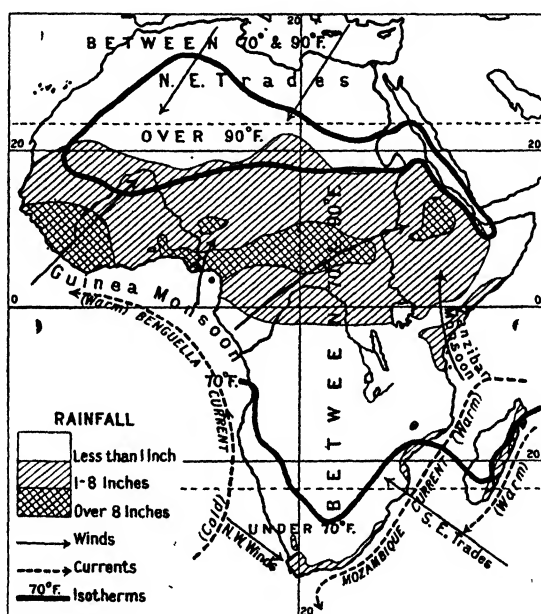 20
BETWEEN 70° & 90°F.
N.E. Trades
OVER 90°F.
20
20
Guinea Monsoon
0
0
(Warm) BENGUELLA CURRENT (Cold)
Zanzibar Monsoon
BETWEEN 70° 90°F.
70°F.
RAINFALL
Less than 1 Inch
1-8 Inches
Over 8 Inches
Winds
Currents
70°F. Isotherms
20
UNDER 70°F.
N.W. Winds
MOZAMBIQUE CURRENT (Warm)
(Warm)
S.E. Trades
20